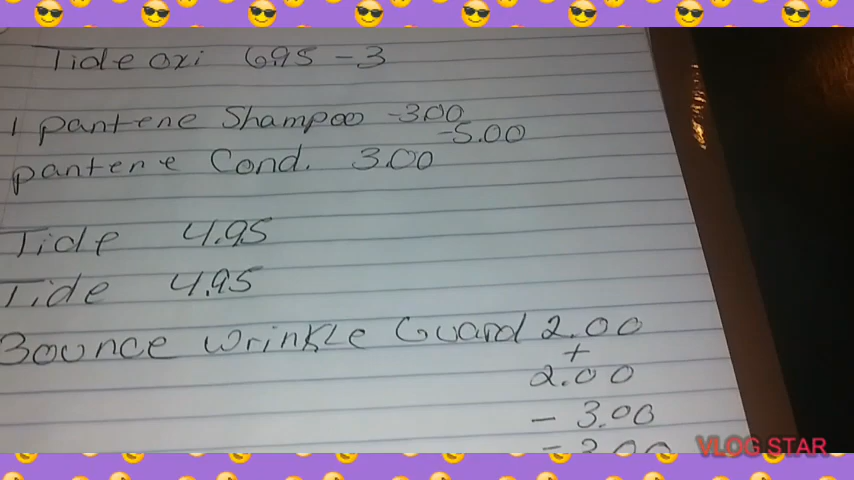 Tide oxi 6.95 - 3
1 pantene Shampoo -3.00
-5.00
pantene Cond. 3.00
Tide 4.95
Tide 4.95
Bounce Wrinkle Guard 2.00
+
2.00
- 3.00
VLOG STAR